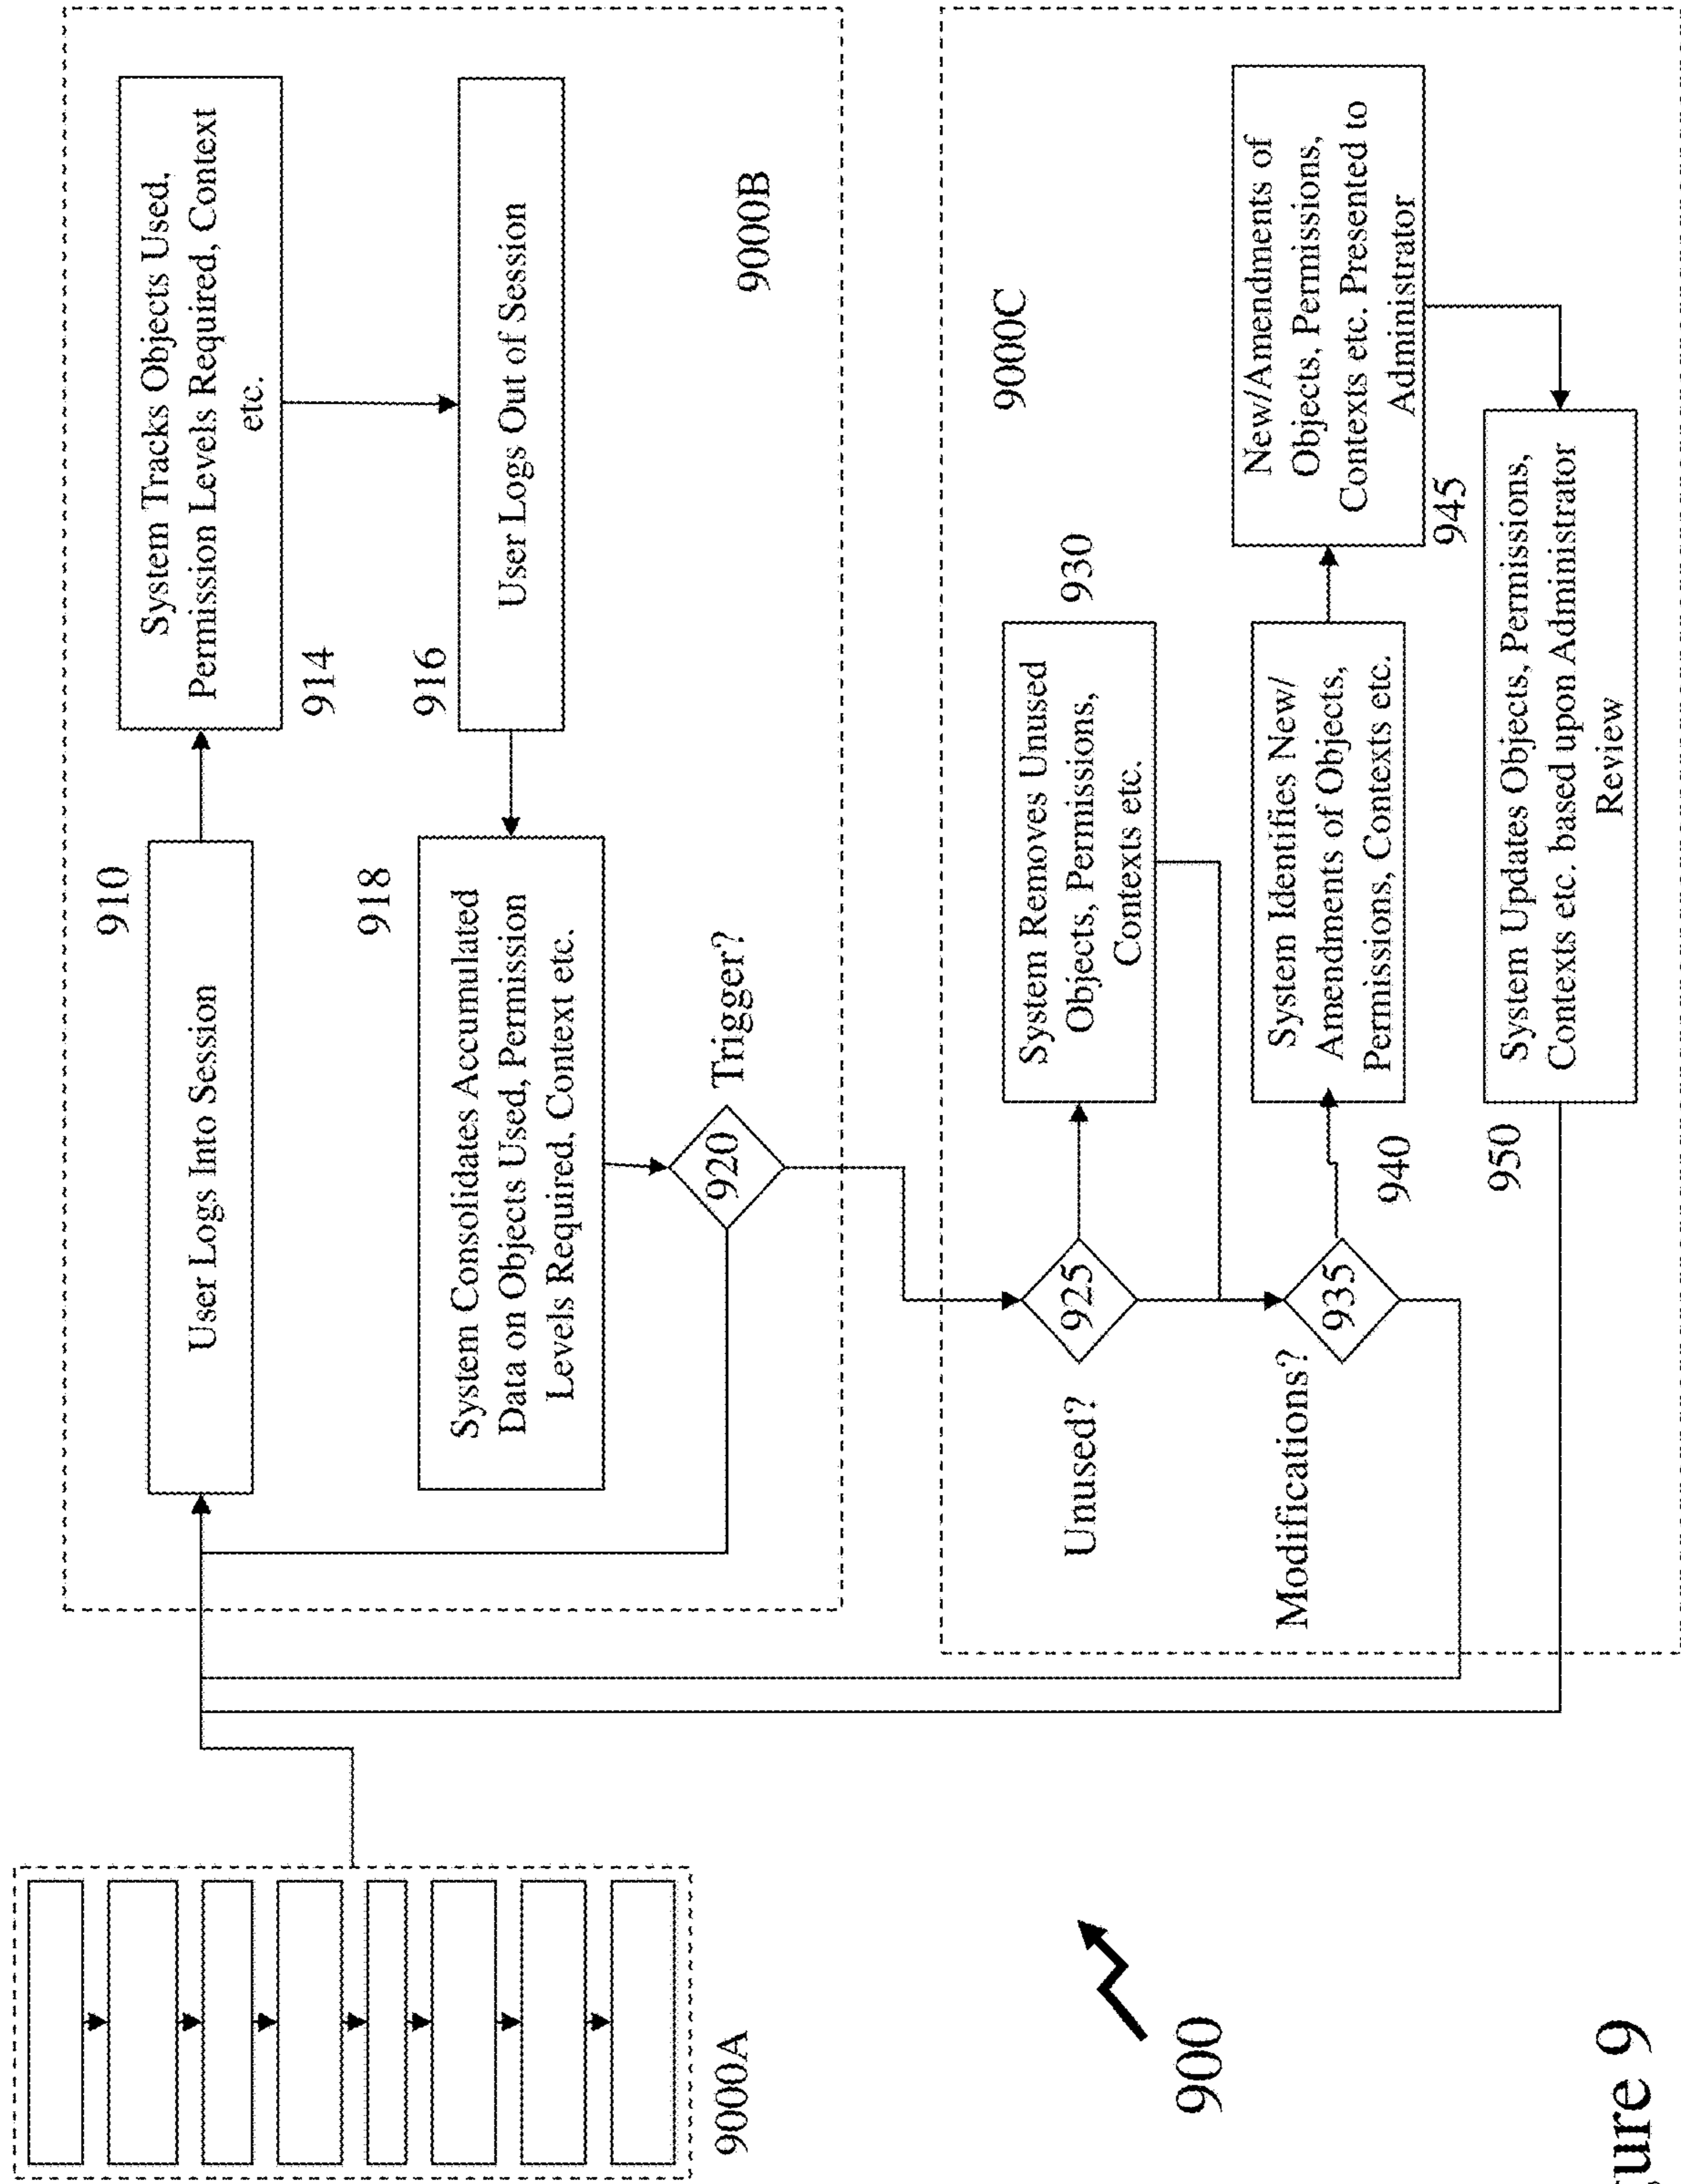 9000A
910
User Logs Into Session
System Tracks Objects Used,
Permission Levels Required, Context
etc.
914
916
User Logs Out of Session
918
System Consolidates Accumulated
Data on Objects Used, Permission
Levels Required, Context etc.
920
Trigger?
9000B
9000C
Unused?
925
930
System Removes Unused
Objects, Permissions,
Contexts etc.
Modifications?
935
940
System Identifies New/
Amendments of Objects,
Permissions, Contexts etc.
New/Amendments of
Objects, Permissions,
Contexts etc. Presented to
Administrator
945
950
System Updates Objects, Permissions,
Contexts etc. based upon Administrator
Review
900
9